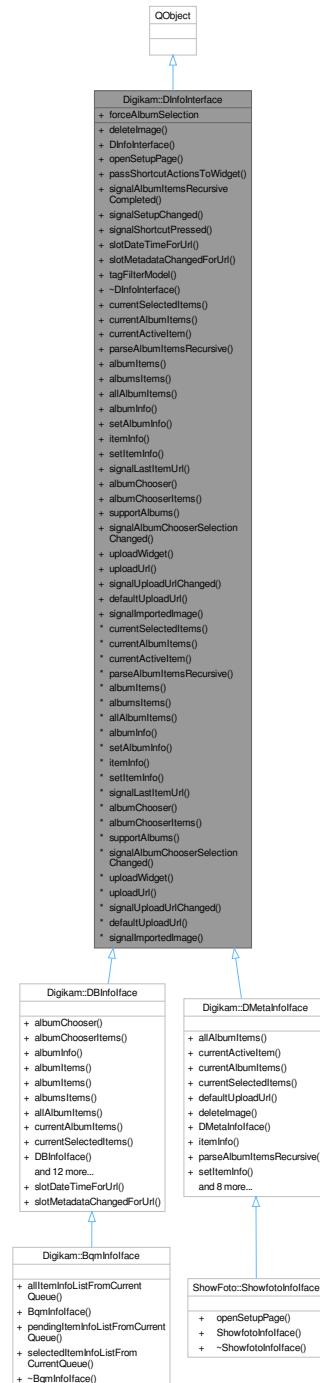 QObject
Digikam::DInfoInterface
+ forceAlbumSelection
+ deleteImage()
+ DInfoInterface()
+ openSetupPage()
+ passShortcutActionsToWidget()
+ signalAlbumItemsRecursive
Completed()
+ signalSetupChanged()
+ signalShortcutPressed()
+ slotDateTimeForUrl()
+ slotMetadataChangedForUrl()
+ tagFilterModel()
+ ~DInfoInterface()
+ currentSelectedItems()
+ currentAlbumItems()
+ currentActiveItem()
+ parseAlbumItemsRecursive()
+ albumItems()
+ albumsItems()
+ allAlbumItems()
+ albumInfo()
+ setAlbumInfo()
+ itemInfo()
+ setItemInfo()
+ signalLastItemUrl()
+ albumChooser()
+ albumChooserItems()
+ supportAlbums()
+ signalAlbumChooserSelection
Changed()
+ uploadWidget()
+ uploadUrl()
+ signalUploadUrlChanged()
+ defaultUploadUrl()
+ signalImportedImage()
* currentSelectedItems()
* currentAlbumItems()
* currentActiveItem()
* parseAlbumItemsRecursive()
* albumItems()
* albumsItems()
* allAlbumItems()
* albumInfo()
* setAlbumInfo()
* itemInfo()
* setItemInfo()
* signalLastItemUrl()
* albumChooser()
* albumChooserItems()
* supportAlbums()
* signalAlbumChooserSelection
Changed()
* uploadWidget()
* uploadUrl()
* signalUploadUrlChanged()
* defaultUploadUrl()
* signalImportedImage()
Digikam::DBInfoIface
+ albumChooser()
+ albumChooserItems()
+ albumInfo()
+ albumItems()
+ albumItems()
+ albumsItems()
+ allAlbumItems()
+ currentAlbumItems()
+ currentSelectedItems()
+ DBInfoIface()
and 12 more...
+ slotDateTimeForUrl()
+ slotMetadataChangedForUrl()
Digikam::DMetaInfoIface
+ allAlbumItems()
+ currentActiveItem()
+ currentAlbumItems()
+ currentSelectedItems()
+ defaultUploadUrl()
+ deleteImage()
+ DMetaInfoIface()
+ itemInfo()
+ parseAlbumItemsRecursive()
+ setItemInfo()
and 8 more...
Digikam::BqmInfoIface
+ allItemInfoListFromCurrent
Queue()
+ BqmInfoIface()
+ pendingItemInfoListFromCurrent
Queue()
+ selectedItemInfoListFrom
CurrentQueue()
+ ~BqmInfoIface()
ShowFoto::ShowfotoInfoIface
+ openSetupPage()
+ ShowfotoInfoIface()
+ ~ShowfotoInfoIface()